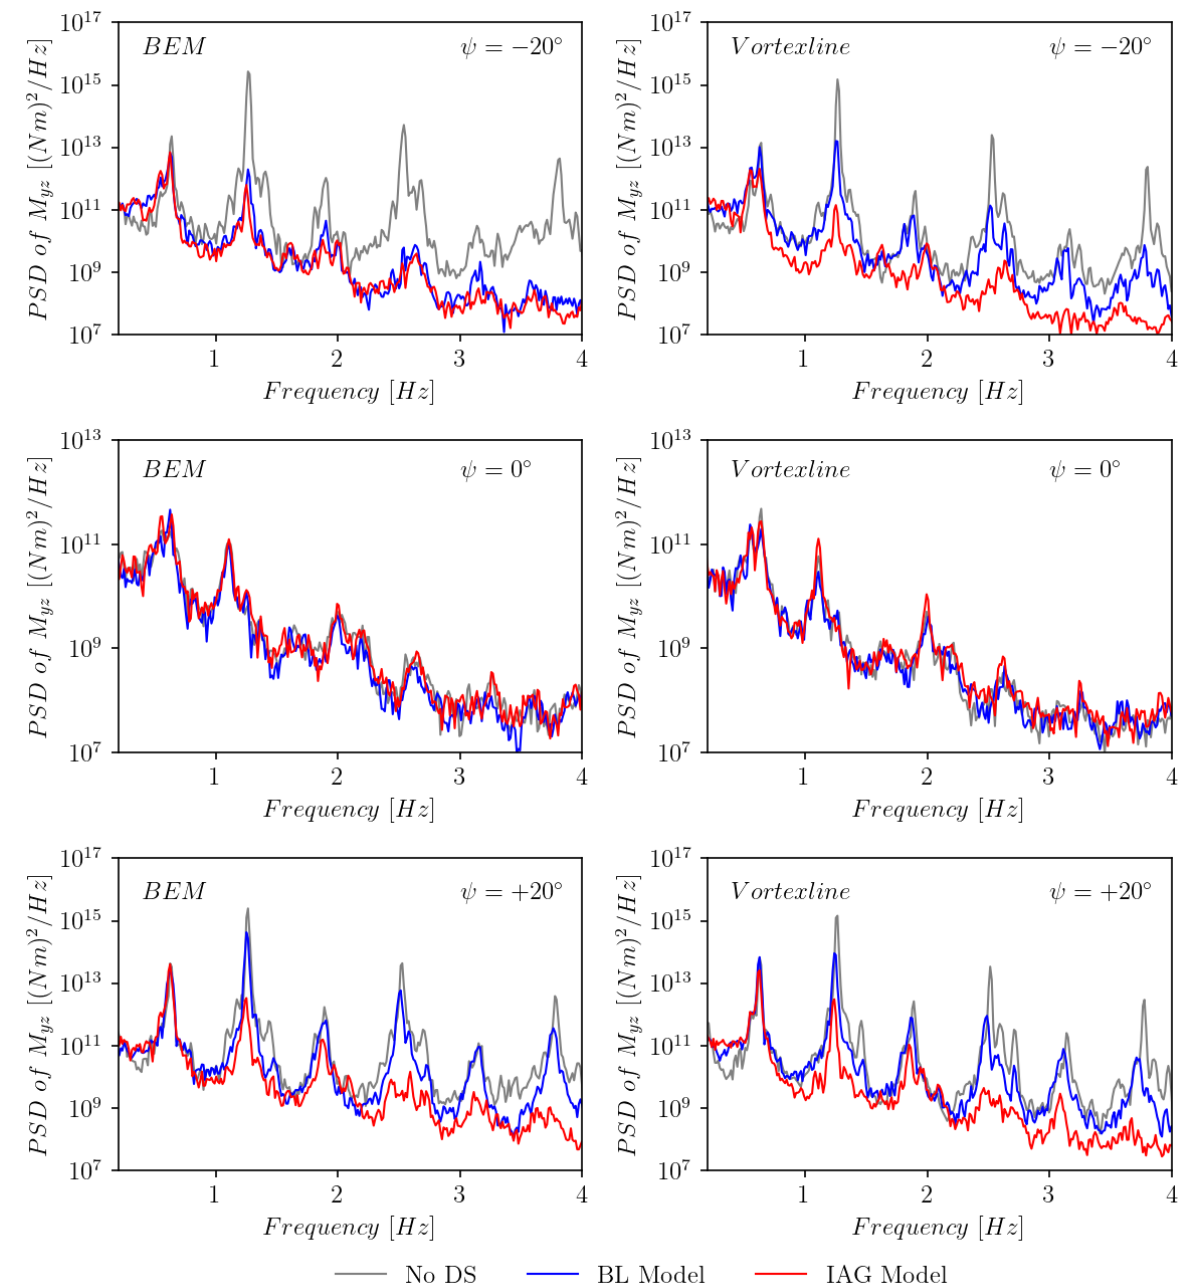 BEM ψ = −20°
10^17
10^15
10^13
10^11
10^9
10^7
PSD of M_yz [(Nm)^2/Hz]
1 2 3 4
Frequency [Hz]
Vortexline ψ = −20°
10^17
10^15
10^13
10^11
10^9
10^7
PSD of M_yz [(Nm)^2/Hz]
1 2 3 4
Frequency [Hz]
BEM ψ = 0°
10^13
10^11
10^9
10^7
PSD of M_yz [(Nm)^2/Hz]
1 2 3 4
Frequency [Hz]
Vortexline ψ = 0°
10^13
10^11
10^9
10^7
PSD of M_yz [(Nm)^2/Hz]
1 2 3 4
Frequency [Hz]
BEM ψ = +20°
10^17
10^15
10^13
10^11
10^9
10^7
PSD of M_yz [(Nm)^2/Hz]
1 2 3 4
Frequency [Hz]
Vortexline ψ = +20°
10^17
10^15
10^13
10^11
10^9
10^7
PSD of M_yz [(Nm)^2/Hz]
1 2 3 4
Frequency [Hz]
No DS BL Model IAG Model